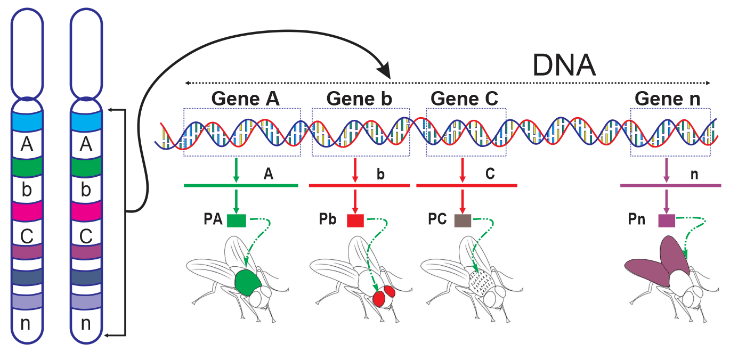 DNA
Gene A Gene b Gene C Gene n
A A
b b
C C
n n
A b C n
PA Pb PC Pn